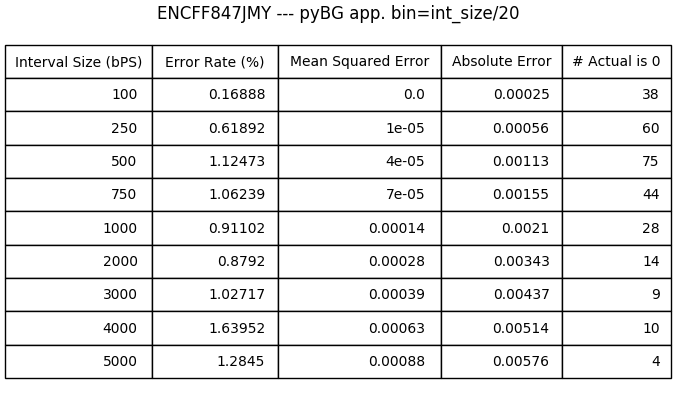 ENCFF847JMY --- pyBG app. bin=int_size/20
Interval Size (bPS) Error Rate (%) Mean Squared Error Absolute Error # Actual is 0
100 0.16888 0.0 0.00025 38
250 0.61892 1e-05 0.00056 60
500 1.12473 4e-05 0.00113 75
750 1.06239 7e-05 0.00155 44
1000 0.91102 0.00014 0.0021 28
2000 0.8792 0.00028 0.00343 14
3000 1.02717 0.00039 0.00437 9
4000 1.63952 0.00063 0.00514 10
5000 1.2845 0.00088 0.00576 4